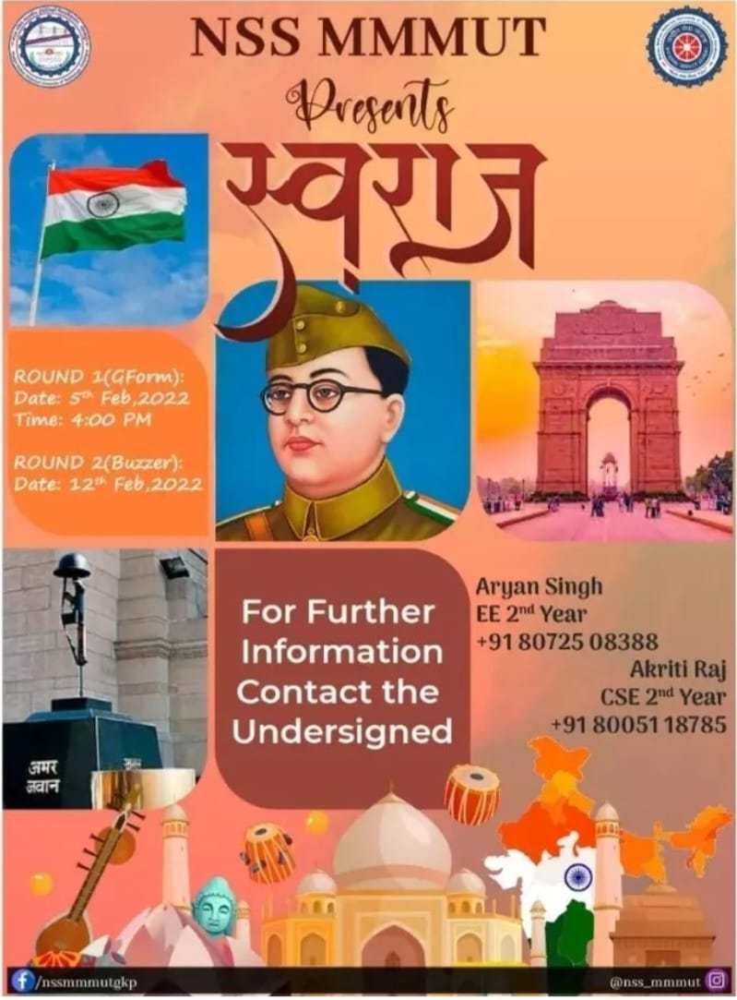 NSS MMMUT
Presents
स्वराज
ROUND 1(GForm):
Date: 5th Feb,2022
Time: 4:00 PM
ROUND 2(Buzzer):
Date: 12th Feb,2022
For Further
Information
Contact the
Undersigned
Aryan Singh
EE 2nd Year
+91 80725 08388
Akriti Raj
CSE 2nd Year
+91 80051 18785
अमर
जवान
/nssmmmutgkp
@nss_mmmut